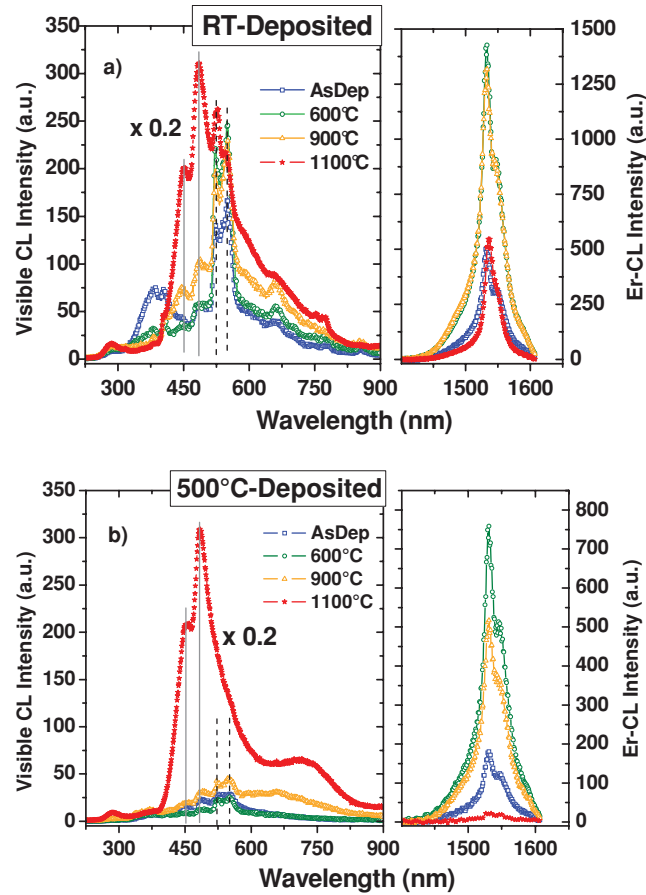 RT-Deposited
a)
x 0.2
AsDep
600°C
900°C
1100°C
Visible CL Intensity (a.u.)
350
300
250
200
150
100
50
0
300 450 600 750 900
1500 1600
1500
1250
1000
750
500
250
0
Er-CL Intensity (a.u.)
Wavelength (nm)
500°C-Deposited
b)
AsDep
600°C
900°C
1100°C
x 0.2
Visible CL Intensity (a.u.)
350
300
250
200
150
100
50
0
300 450 600 750 900
1500 1600
800
700
600
500
400
300
200
100
0
Er-CL Intensity (a.u.)
Wavelength (nm)